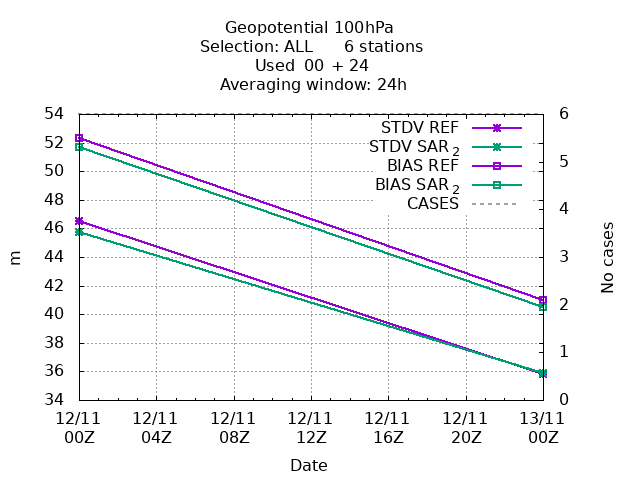 Geopotential 100hPa
Selection: ALL 6 stations
Used 00 + 24
Averaging window: 24h
54 6
STDV REF
STDV SAR 2
52
5
BIAS REF
50
BIAS SAR 2
48
CASES
4
46
44
m
No cases
3
42
40
2
38
1
36
34 0
12/11 12/11 12/11 12/11 12/11 12/11 13/11
00Z 04Z 08Z 12Z 16Z 20Z 00Z
Date